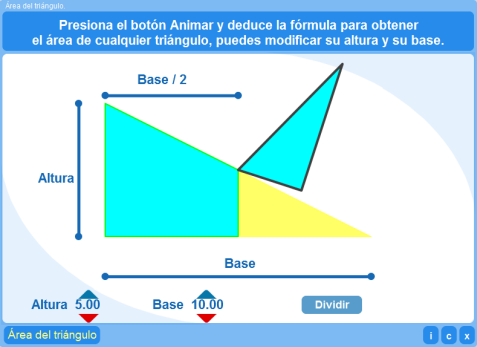 Área del triángulo.
Presiona el botón Animar y deduce la fórmula para obtener
el área de cualquier triángulo, puedes modificar su altura y su base.
Base / 2
Altura
Base
Altura 5.00 Base 10.00 Dividir
Área del triángulo i c x